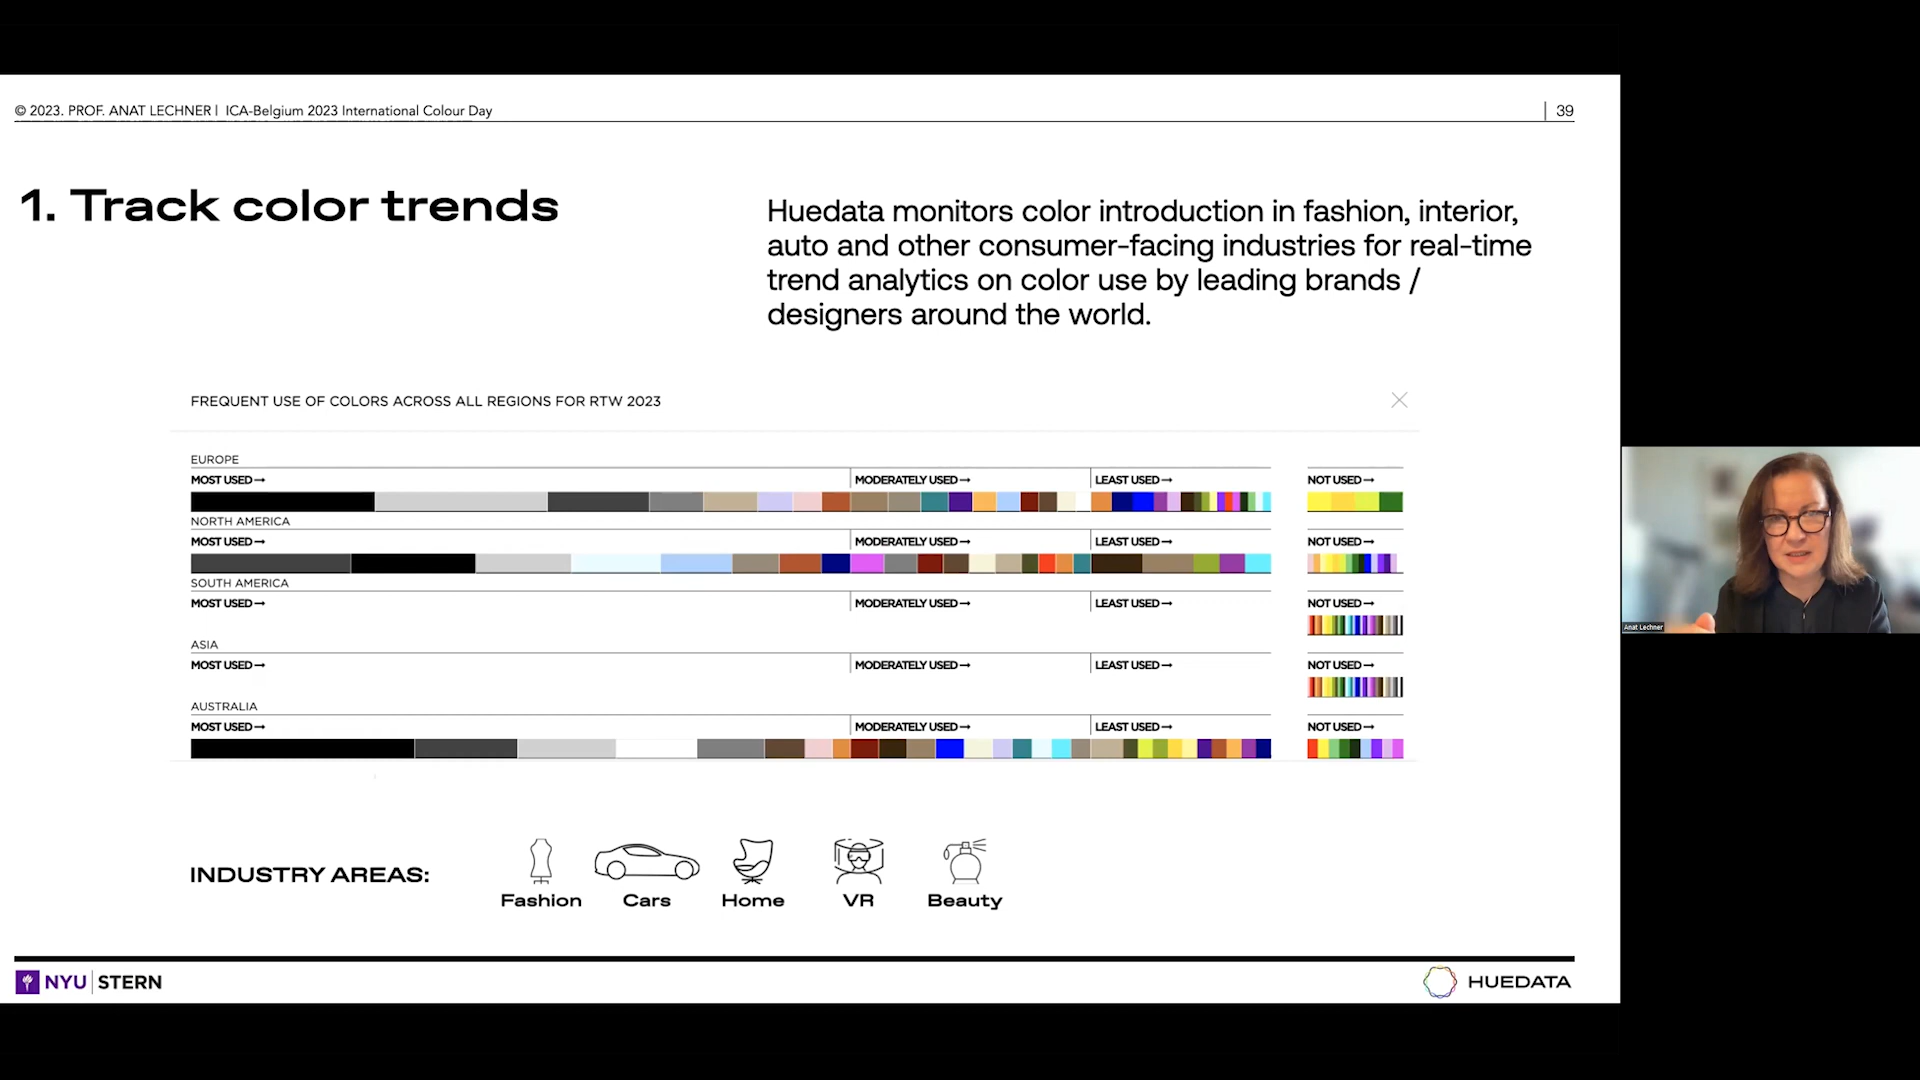 © 2023. PROF. ANAT LECHNER | ICA-Belgium 2023 International Colour Day
39
1. Track color trends
Huedata monitors color introduction in fashion, interior,
auto and other consumer-facing industries for real-time
trend analytics on color use by leading brands /
designers around the world.
FREQUENT USE OF COLORS ACROSS ALL REGIONS FOR RTW 2023
EUROPE
MOST USED→ MODERATELY USED→ LEAST USED→ NOT USED→
NORTH AMERICA
MOST USED→ MODERATELY USED→ LEAST USED→ NOT USED→
SOUTH AMERICA
MOST USED→ MODERATELY USED→ LEAST USED→ NOT USED→
ASIA
MOST USED→ MODERATELY USED→ LEAST USED→ NOT USED→
AUSTRALIA
MOST USED→ MODERATELY USED→ LEAST USED→ NOT USED→
INDUSTRY AREAS:
Fashion Cars Home VR Beauty
NYU | STERN
HUEDATA
Anat Lechner